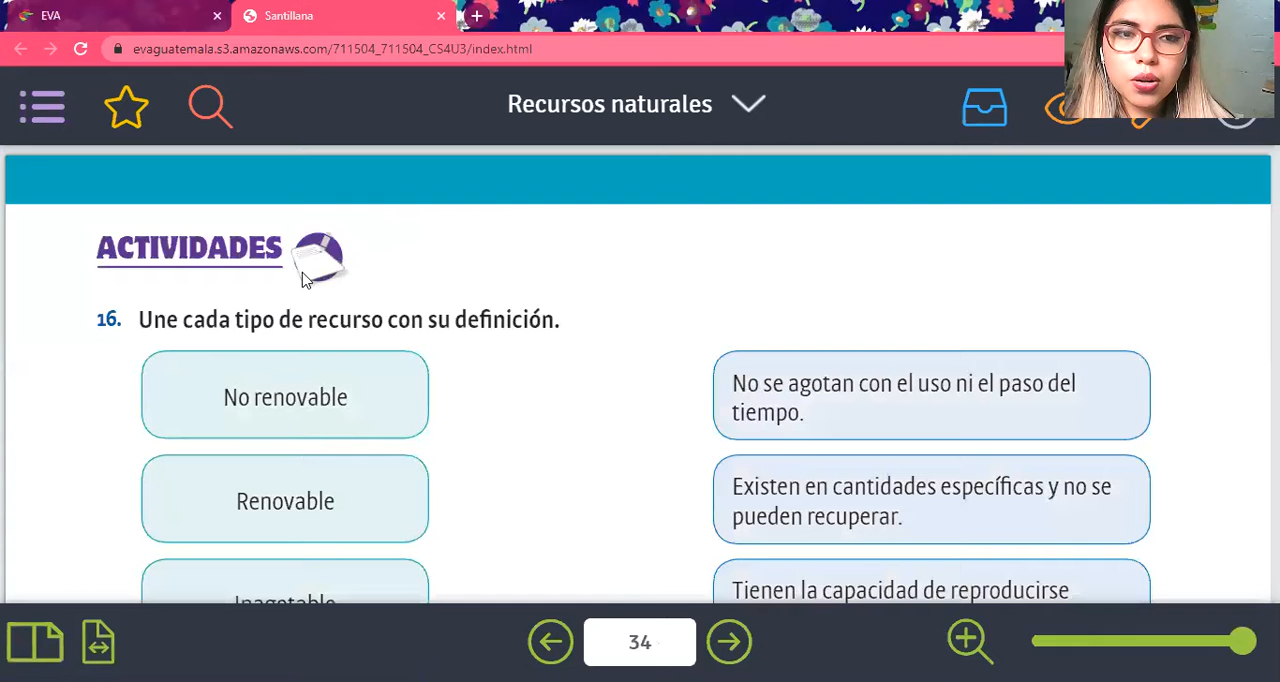 EVA
Santillana
evaguatemala.s3.amazonaws.com/711504_711504_CS4U3/index.html
Recursos naturales
ACTIVIDADES
16. Une cada tipo de recurso con su definición.
No renovable
No se agotan con el uso ni el paso del
tiempo.
Renovable
Existen en cantidades específicas y no se
pueden recuperar.
Inagotable
Tienen la capacidad de reproducirse
34